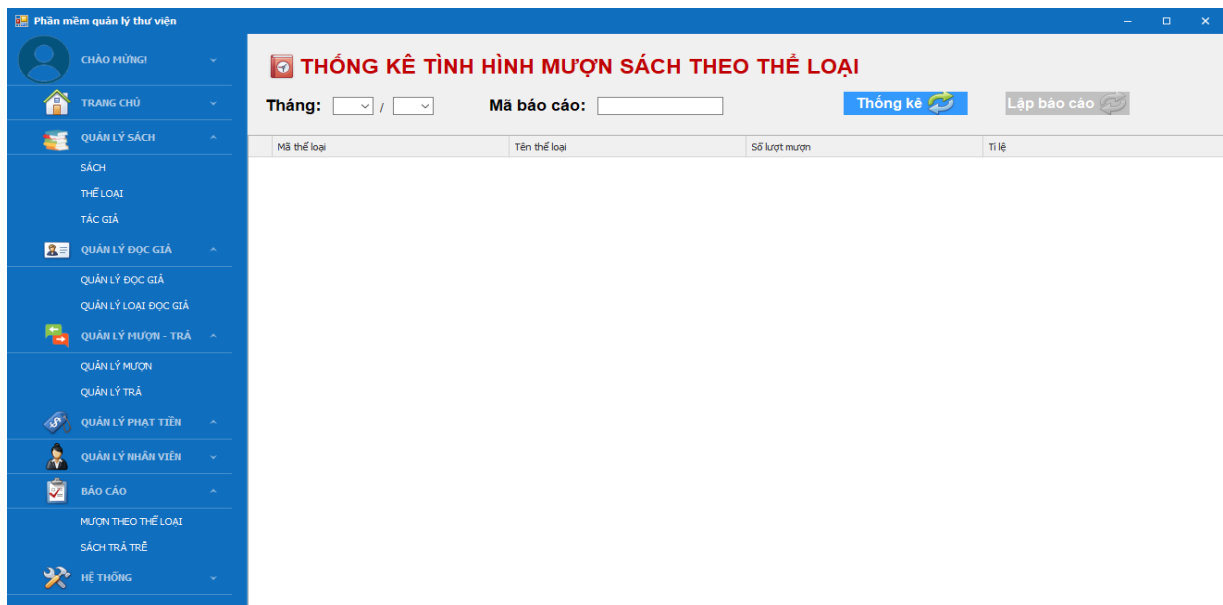 Phần mềm quản lý thư viện
CHÀO MỪNG!
TRANG CHỦ
QUẢN LÝ SÁCH
SÁCH
THỂ LOẠI
TÁC GIẢ
QUẢN LÝ ĐỌC GIẢ
QUẢN LÝ ĐỌC GIẢ
QUẢN LÝ LOẠI ĐỌC GIẢ
QUẢN LÝ MƯỢN - TRẢ
QUẢN LÝ MƯỢN
QUẢN LÝ TRẢ
QUẢN LÝ PHẠT TIỀN
QUẢN LÝ NHÂN VIÊN
BÁO CÁO
MƯỢN THEO THỂ LOẠI
SÁCH TRẢ TRỄ
HỆ THỐNG
THỐNG KÊ TÌNH HÌNH MƯỢN SÁCH THEO THỂ LOẠI
Tháng: / Mã báo cáo: Thống kê Lập báo cáo
Mã thể loại Tên thể loại Số lượt mượn Tỉ lệ